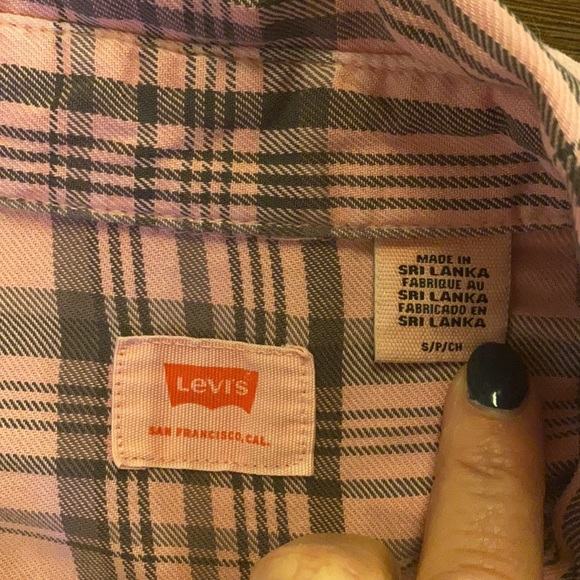 MADE IN
SRI LANKA
FABRIQUE AU
SRI LANKA
FABRICADO EN
SRI LANKA
S/P/CH
LEVI'S
SAN FRANCISCO, CAL.